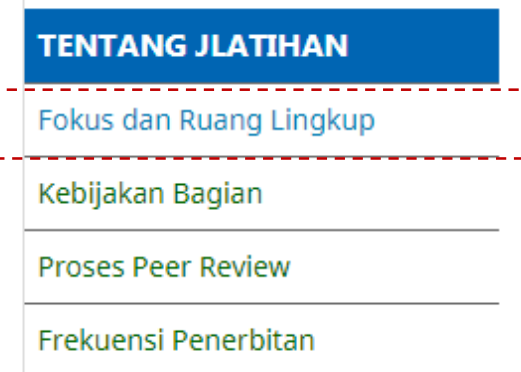 TENTANG JLATIHAN
Fokus dan Ruang Lingkup
Kebijakan Bagian
Proses Peer Review
Frekuensi Penerbitan